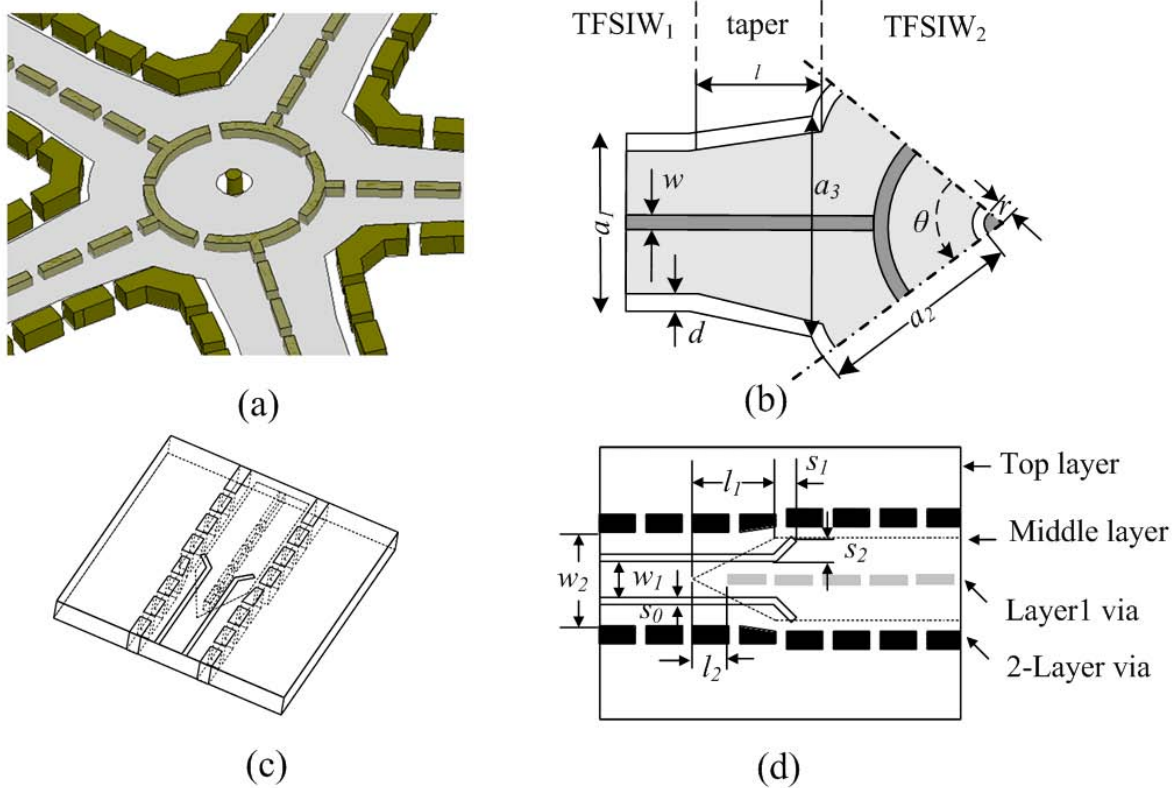 TFSIW₁ taper TFSIW₂
l
a₁
w
a₃
θ
r
d
a₂
(a)
(b)
l₁
s₁
Top layer
Middle layer
s₂
w₂
w₁
Layer1 via
s₀
l₂
2-Layer via
(c)
(d)